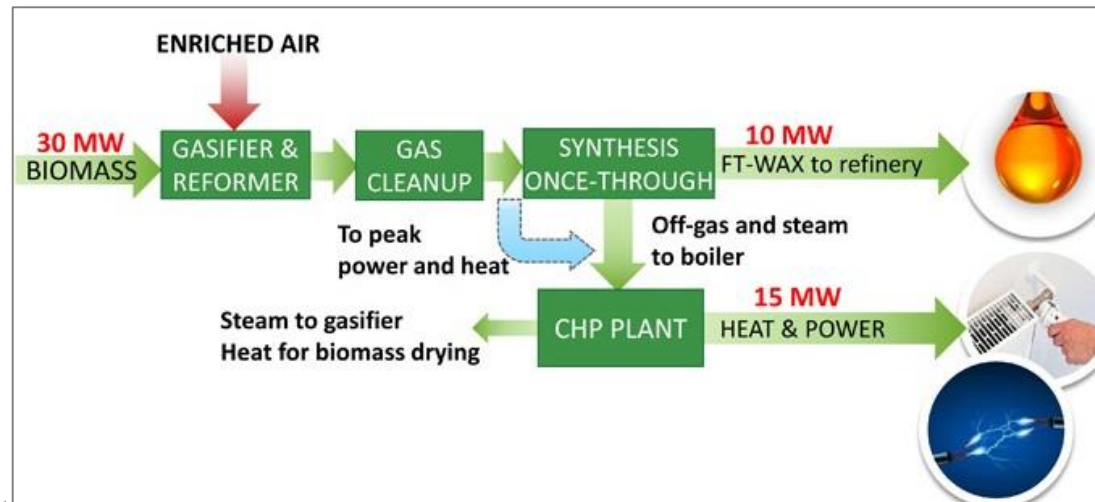 ENRICHED AIR
30 MW
BIOMASS
GASIFIER &
REFORMER
GAS
CLEANUP
SYNTHESIS
ONCE-THROUGH
10 MW
FT-WAX to refinery
To peak
power and heat
Off-gas and steam
to boiler
Steam to gasifier
Heat for biomass drying
CHP PLANT
15 MW
HEAT & POWER